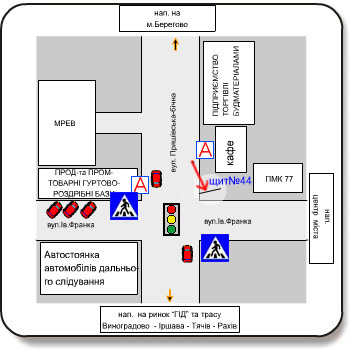 нап. на
м.Берегово
ПІДПРИЄМСТВО
ТОРГІВЛІ
БУДМАТЕРІАЛАМИ
МРЕВ
вул. Пряшівська-бічна
А
кафе
ПРОД-та ПРОМ-
ТОВАРНІ ГУРТОВО-
РОЗДРІБНІ БАЗИ
А
щит№44
ПМК 77
нап.
центр міста
вул.Ів.Франка
вул.Ів.Франка
Автостоянка
автомобілів дальньо-
го слідування
нап. на ринок "ГІД" та трасу
Виноградово - Іршава - Тячів - Рахів